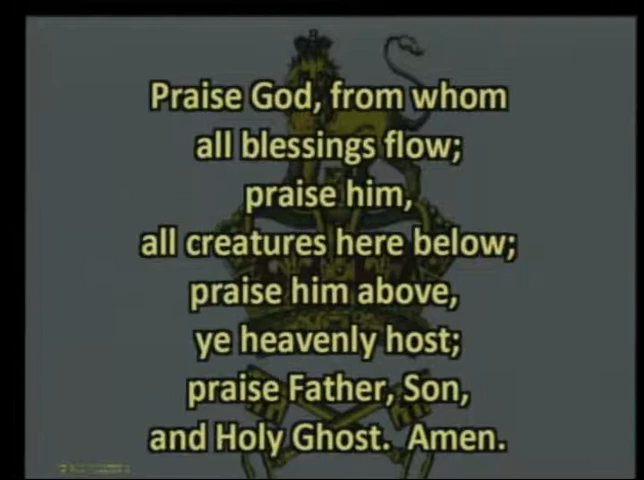 Praise God, from whom
all blessings flow;
praise him,
all creatures here below;
praise him above,
ye heavenly host;
praise Father, Son,
and Holy Ghost.  Amen.